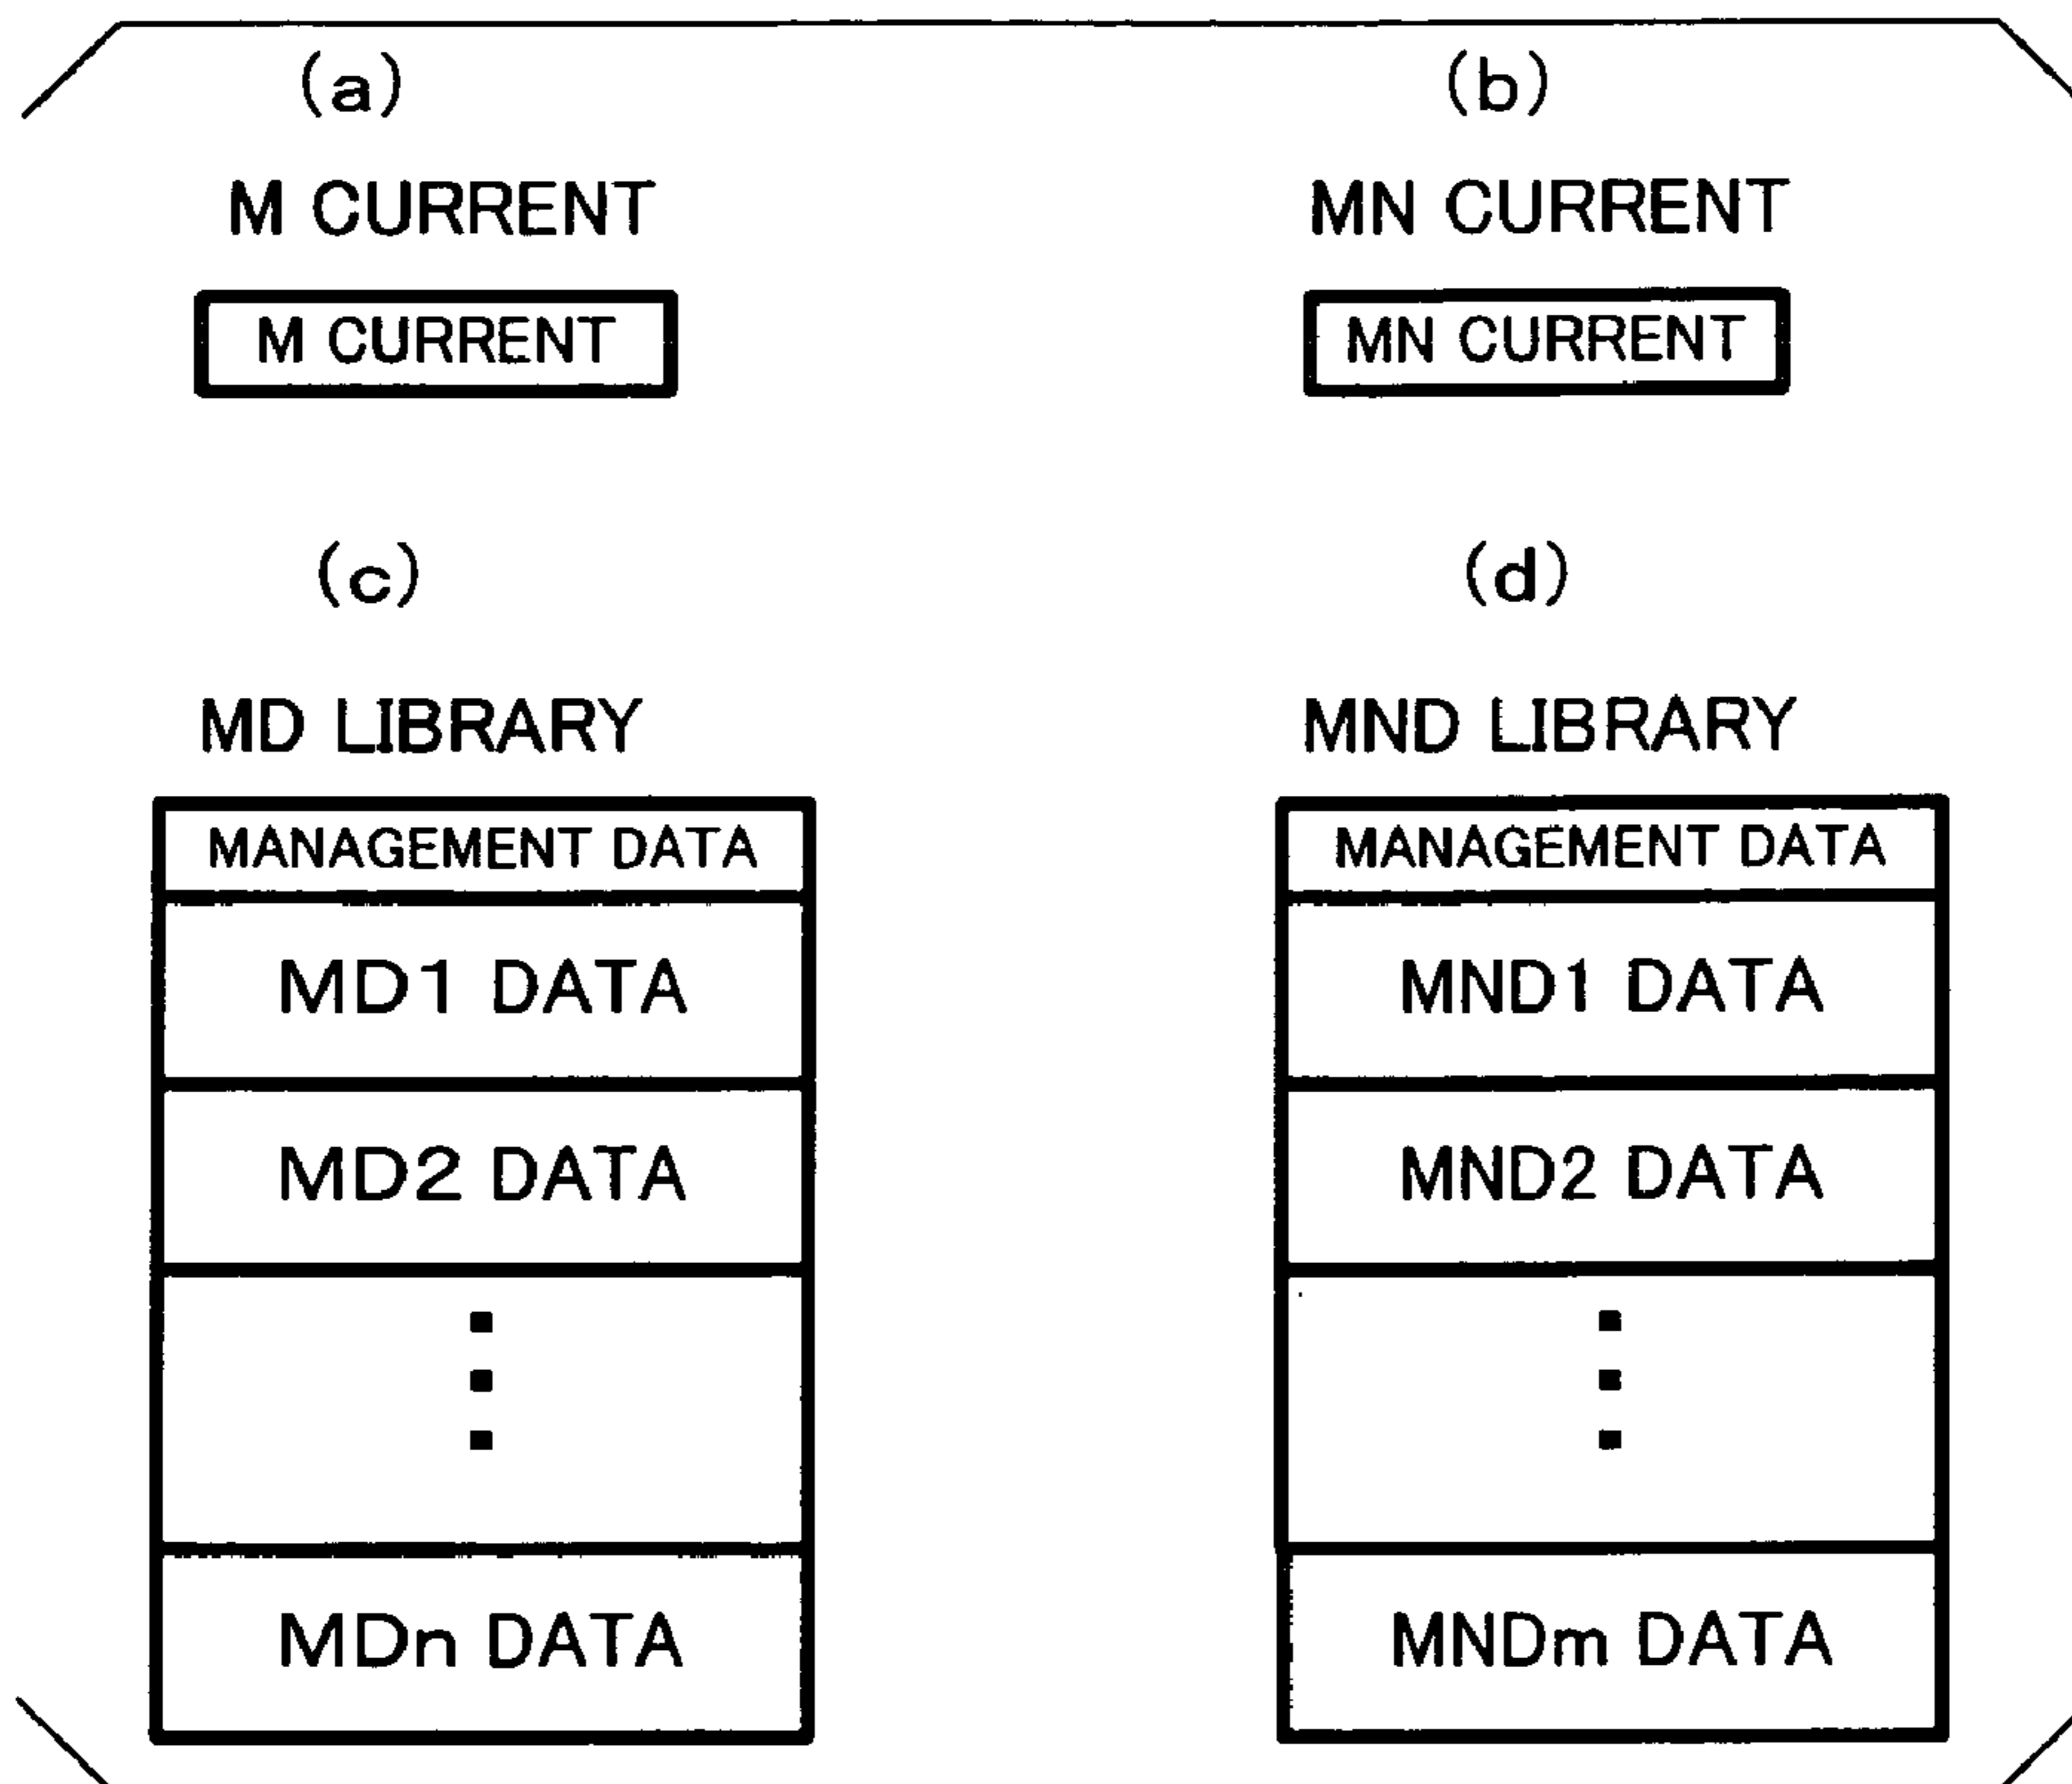 (a)
M CURRENT
M CURRENT
(b)
MN CURRENT
MN CURRENT
(c)
MD LIBRARY
MANAGEMENT DATA
MD1 DATA
MD2 DATA
MDn DATA
(d)
MND LIBRARY
MANAGEMENT DATA
MND1 DATA
MND2 DATA
MNDm DATA